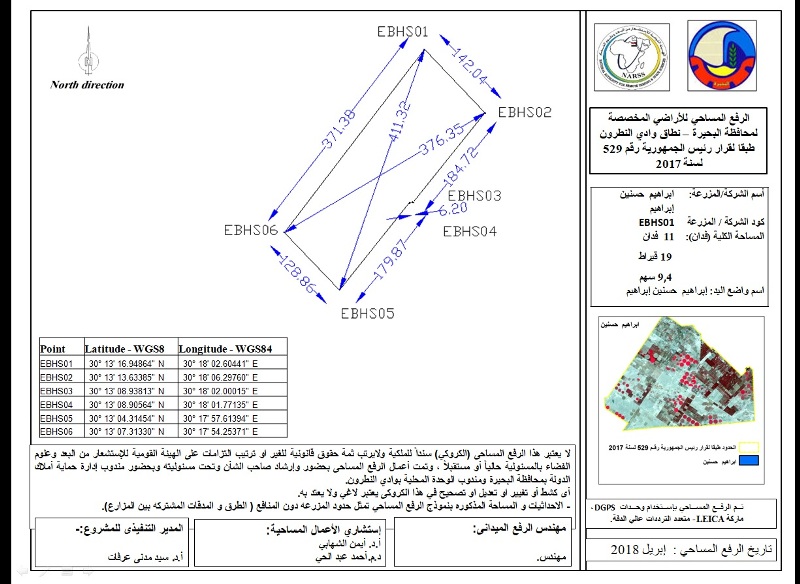 North direction
EBHS01
142.04
EBHS02
371.38
411.32
376.35
184.72
EBHS03
6.20
EBHS04
EBHS06
179.87
128.86
EBHS05
Point Latitude - WGS8 Longitude - WGS84
EBHS01 30° 13' 16.94864" N 30° 18' 02.60441" E
EBHS02 30° 13' 13.63385" N 30° 18' 06.29760" E
EBHS03 30° 13' 08.93813" N 30° 18' 02.00015" E
EBHS04 30° 13' 08.90564" N 30° 18' 01.77135" E
EBHS05 30° 13' 04.31454" N 30° 17' 57.61394" E
EBHS06 30° 13' 07.31330" N 30° 17' 54.25371" E
NARSS
الرفع المساحي للأراضي المخصصة
لمحافظة البحيرة – نطاق وادي النطرون
طبقا لقرار رئيس الجمهورية رقم 529
لسنة 2017
أسم الشركة/المزرعة: ابراهيم حسنين
إبراهيم
كود الشركة / المزرعة EBHS01
المساحة الكلية (فدان): 11 فدان
19 قيراط
9,4 سهم
اسم واضع اليد: إبراهيم حسنين إبراهيم
ابراهيم حسنين
الحدود طبقا لقرار رئيس الجمهورية رقم 529 لسنة 2017
ابراهيم حسنين
تم الرفع المساحي بإستخدام وحدات DGPS،
ماركة LEICA- متعدد الترددات عالي الدقة.
تاريخ الرفع المساحي : إبريل 2018
لا يعتبر هذا الرفع المساحي (الكروكي) سنداً للملكية ولايرتب ثمة حقوق قانونية للغير او ترتيب التزامات على الهيئة القومية للإستشعار من البعد وعلوم
الفضاء بالمسئولية حالياً أو مستقبلاً ، وتمت أعمال الرفع المساحي بحضور وإرشاد صاحب الشأن وتحت مسئوليته وبحضور مندوب إدارة حماية أملاك
الدولة بمحافظة البحيرة ومندوب الوحدة المحلية بوادي النطرون.
أى كشط أو تغيير او تعديل او تصحيح في هذا الكروكى يعتبر لاغي ولا يعتد به.
- الاحداثيات و المساحة المذكوره بنموذج الرفع المساحي تمثل حدود المزرعه دون المنافع ( الطرق و المدقات المشتركه بين المزارع).
مهندس الرفع الميدانى:
مهندس.
إستشاري الأعمال المساحية:
أ.د. أيمن الشهابي
د.م.أحمد عبد الحي
المدير التنفيذى للمشروع:-
أ.د. سيد مدنى عرفات